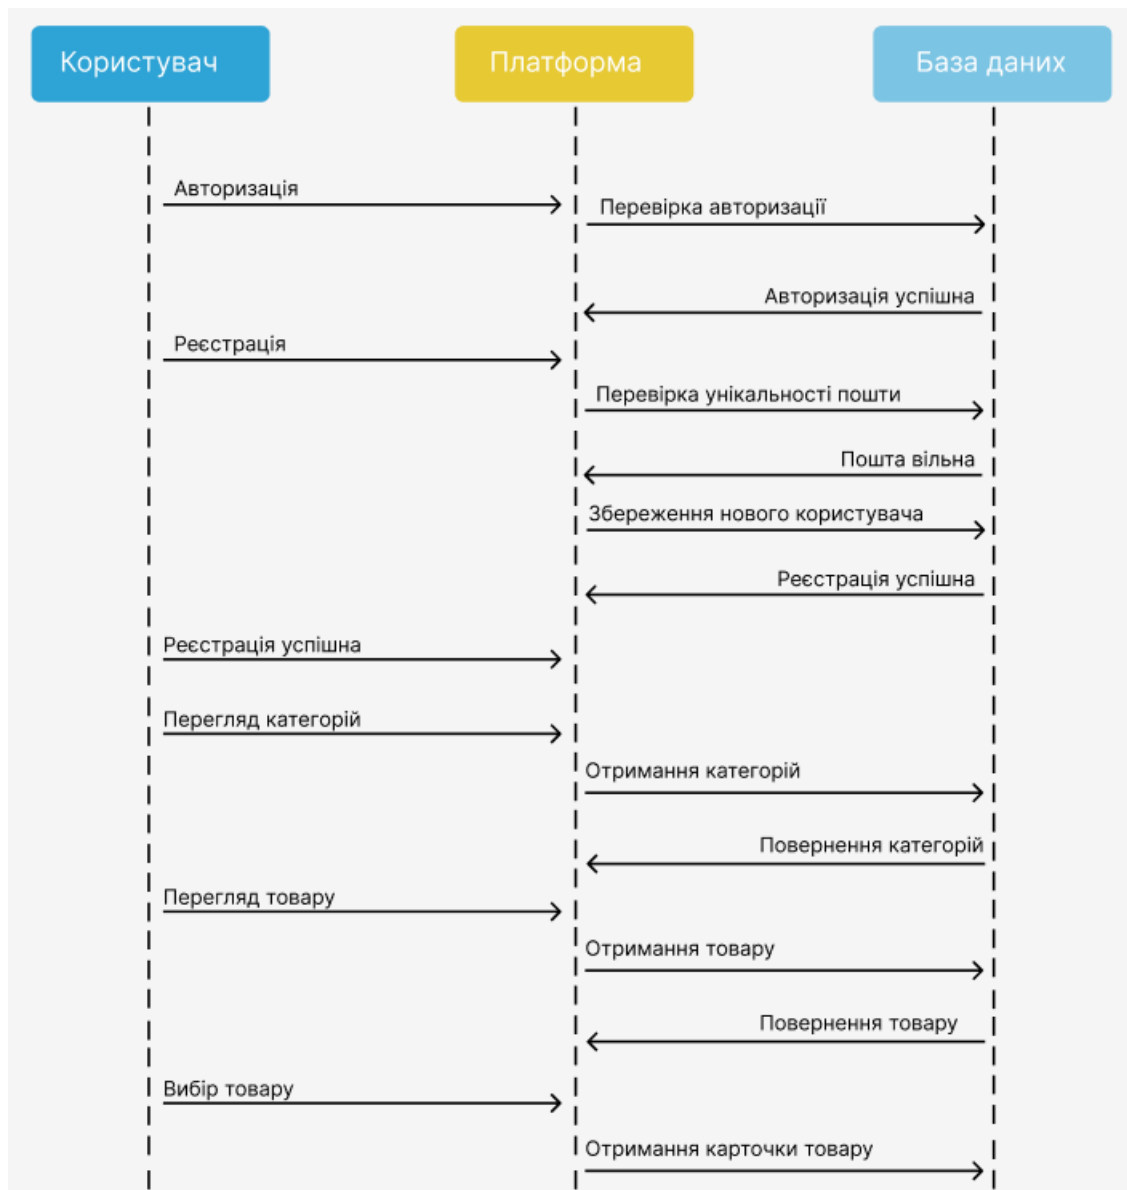 Користувач
Платформа
База даних
Авторизація
Перевірка авторизації
Авторизація успішна
Реєстрація
Перевірка унікальності пошти
Пошта вільна
Збереження нового користувача
Реєстрація успішна
Реєстрація успішна
Перегляд категорій
Отримання категорій
Повернення категорій
Перегляд товару
Отримання товару
Повернення товару
Вибір товару
Отримання карточки товару